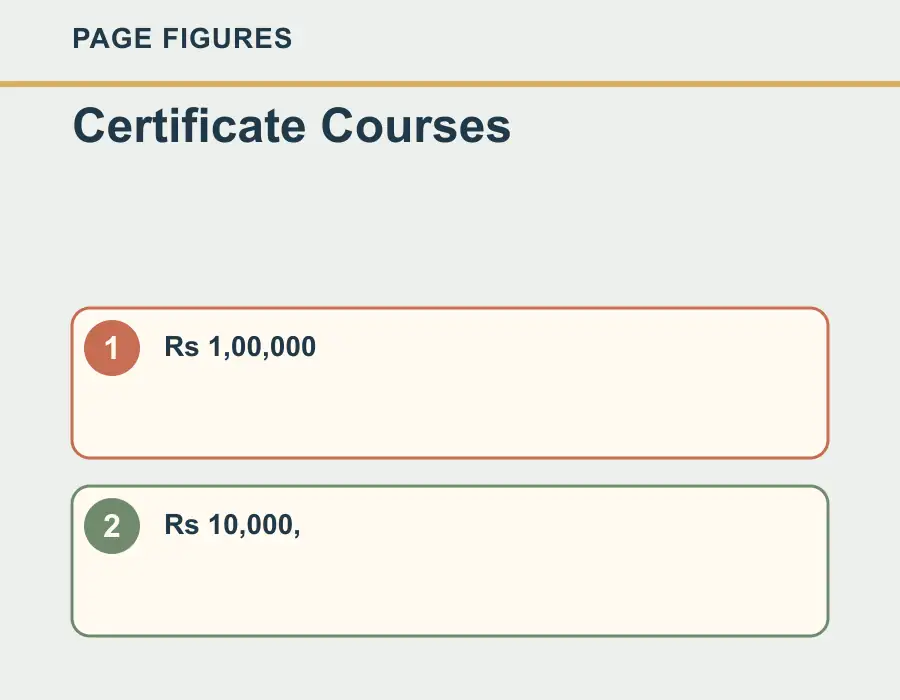 PAGE FIGURES
Certificate Courses
1 Rs 1,00,000
2 Rs 10,000,